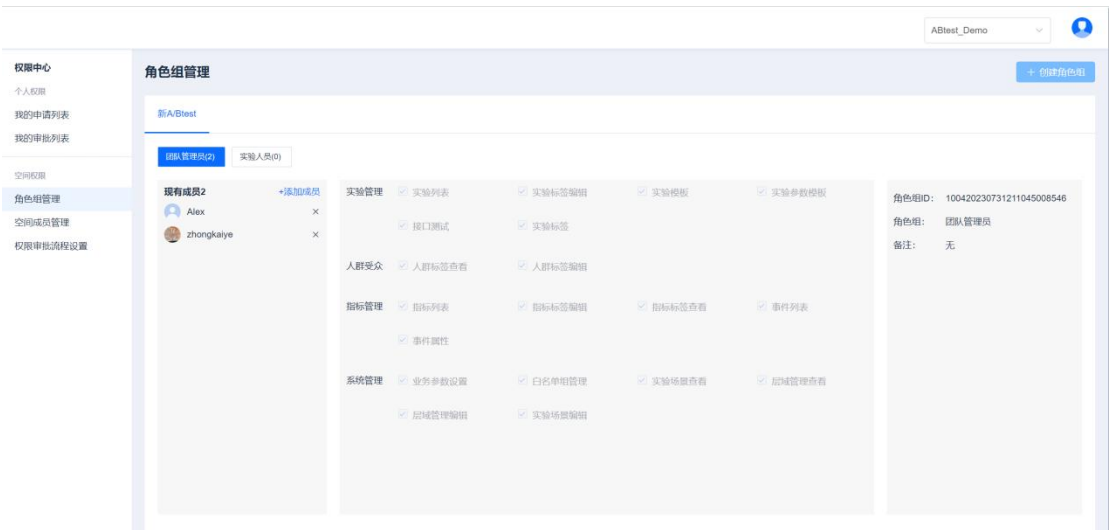 ABtest_Demo
权限中心
个人权限
我的申请列表
我的审批列表
空间权限
角色组管理
空间成员管理
权限审批流程设置
角色组管理
+ 创建角色组
新A/Btest
团队管理员(2) 实验人员(0)
现有成员2 +添加成员
Alex ×
zhongkaiye ×
实验管理 实验列表 实验标签编辑 实验模板 实验参数模板
接口测试 实验标签
人群受众 人群标签查看 人群标签编辑
指标管理 指标列表 指标标签编辑 指标标签查看 事件列表
事件属性
系统管理 业务参数设置 白名单组管理 实验场景查看 层域管理查看
层域管理编辑 实验场景编辑
角色组ID: 100420230731211045008546
角色组: 团队管理员
备注: 无